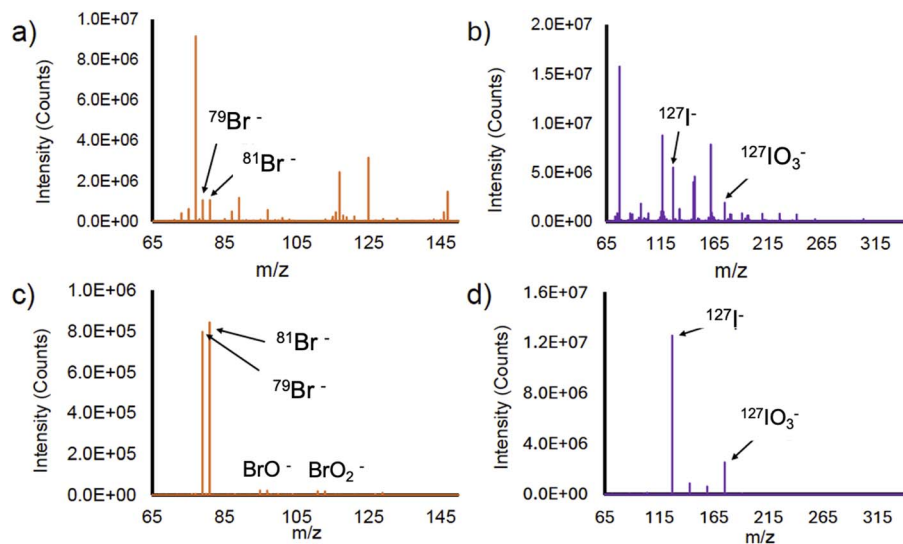 a)
Intensity (Counts)
1.0E+07
8.0E+06
6.0E+06
4.0E+06
2.0E+06
0.0E+00
⁷⁹Br⁻
⁸¹Br⁻
65 85 105 125 145
m/z
b)
Intensity (Counts)
2.0E+07
1.5E+07
1.0E+07
5.0E+06
0.0E+00
¹²⁷I⁻
¹²⁷IO₃⁻
65 115 165 215 265 315
m/z
c)
Intensity (Counts)
1.0E+06
8.0E+05
6.0E+05
4.0E+05
2.0E+05
0.0E+00
⁸¹Br⁻
⁷⁹Br⁻
BrO⁻ BrO₂⁻
65 85 105 125 145
m/z
d)
Intensity (Counts)
1.6E+07
1.2E+07
8.0E+06
4.0E+06
0.0E+00
¹²⁷I⁻
¹²⁷IO₃⁻
65 115 165 215 265 315
m/z